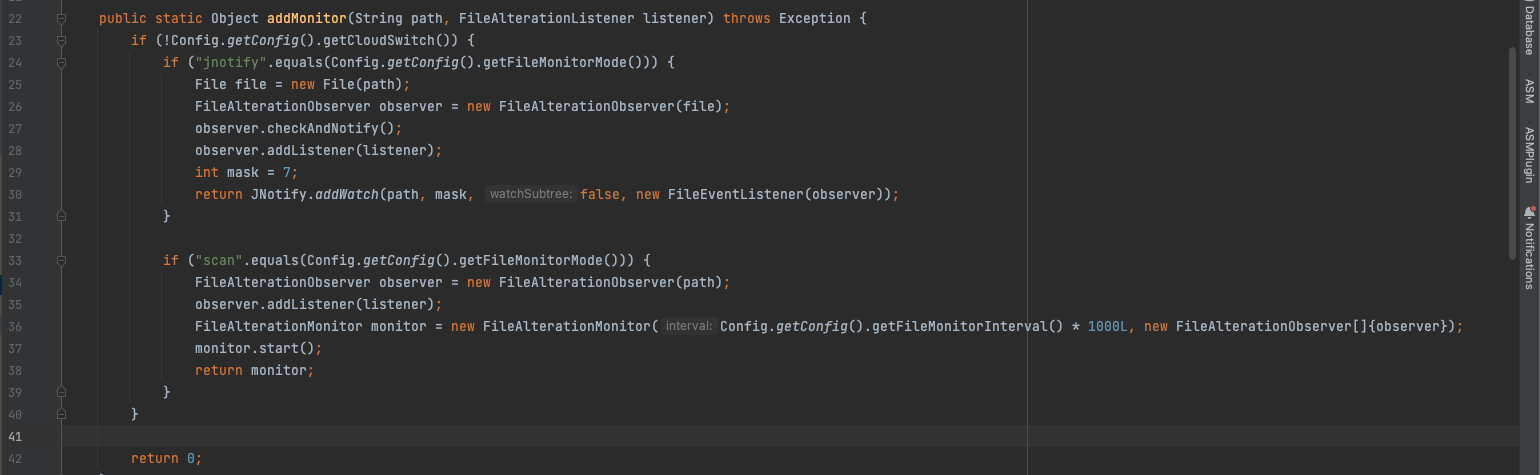 22 public static Object addMonitor(String path, FileAlterationListener listener) throws Exception {
23 if (!Config.getConfig().getCloudSwitch()) {
24 if ("jnotify".equals(Config.getConfig().getFileMonitorMode())) {
25 File file = new File(path);
26 FileAlterationObserver observer = new FileAlterationObserver(file);
27 observer.checkAndNotify();
28 observer.addListener(listener);
29 int mask = 7;
30 return JNotify.addWatch(path, mask, watchSubtree: false, new FileEventListener(observer));
31 }
32
33 if ("scan".equals(Config.getConfig().getFileMonitorMode())) {
34 FileAlterationObserver observer = new FileAlterationObserver(path);
35 observer.addListener(listener);
36 FileAlterationMonitor monitor = new FileAlterationMonitor( interval: Config.getConfig().getFileMonitorInterval() * 1000L, new FileAlterationObserver[]{observer});
37 monitor.start();
38 return monitor;
39 }
40 }
41
42 return 0;
Database
ASM
ASMPlugin
Notifications